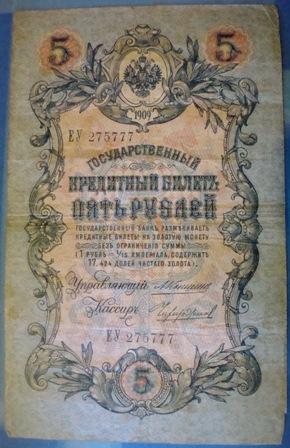 5 5
1909
ЕУ 275777
ГОСУДАРСТВЕННЫЙ
КРЕДИТНЫЙ БИЛЕТЪ
ПЯТЬ РУБЛЕЙ
ГОСУДАРСТВЕННЫЙ БАНКЪ РАЗМѢНИВАЕТЪ
КРЕДИТНЫЕ БИЛЕТЫ НА ЗОЛОТУЮ МОНЕТУ
БЕЗЪ ОГРАНИЧЕНІЯ СУММЫ
(1 РУБЛЬ = 1/15 ИМПЕРІАЛА, СОДЕРЖИТЪ
17,424 ДОЛЕЙ ЧИСТАГО ЗОЛОТА).
Управляющій
Кассиръ
ЕУ 275777
5